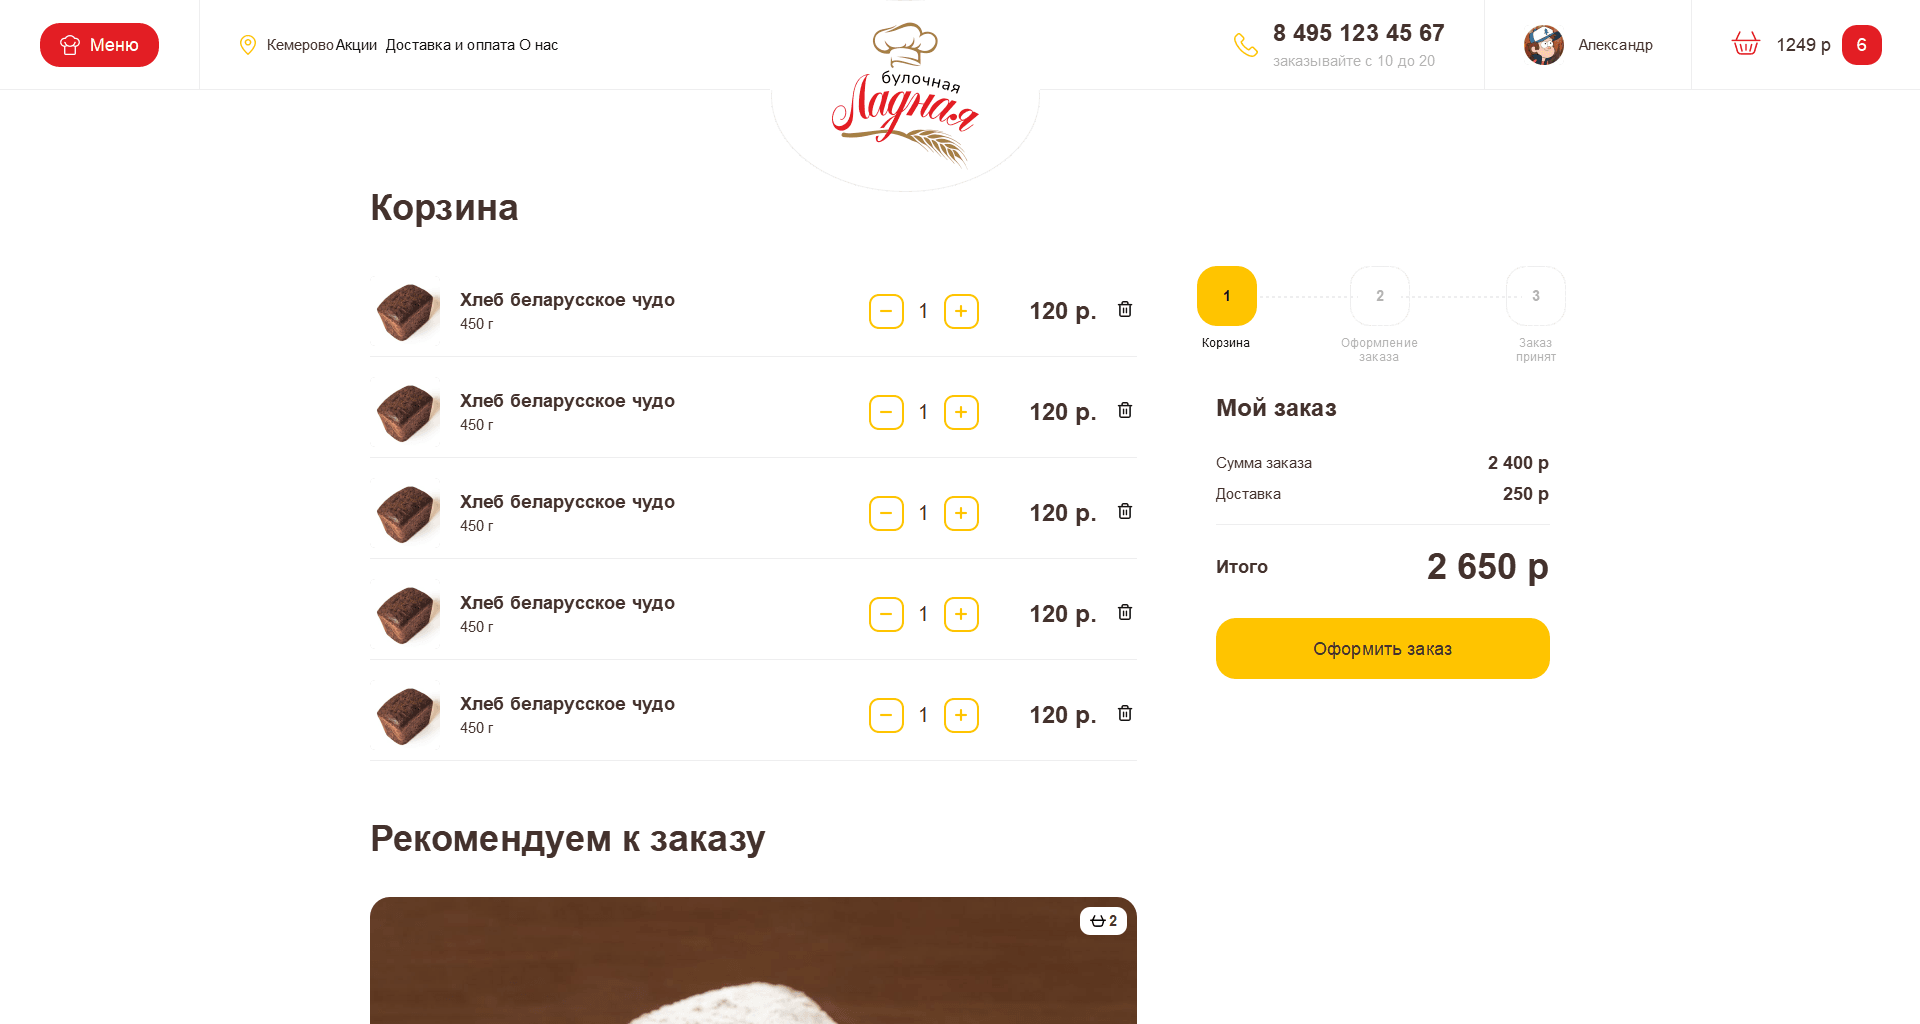 Меню
Кемерово Акции Доставка и оплата О нас
булочная
Ладная
8 495 123 45 67
заказывайте с 10 до 20
Александр
1249 р 6
Корзина
Хлеб беларусское чудо
450 г
1
120 р.
Хлеб беларусское чудо
450 г
1
120 р.
Хлеб беларусское чудо
450 г
1
120 р.
Хлеб беларусское чудо
450 г
1
120 р.
Хлеб беларусское чудо
450 г
1
120 р.
1
Корзина
2
Оформление
заказа
3
Заказ
принят
Мой заказ
Сумма заказа 2 400 р
Доставка 250 р
Итого 2 650 р
Оформить заказ
Рекомендуем к заказу
2